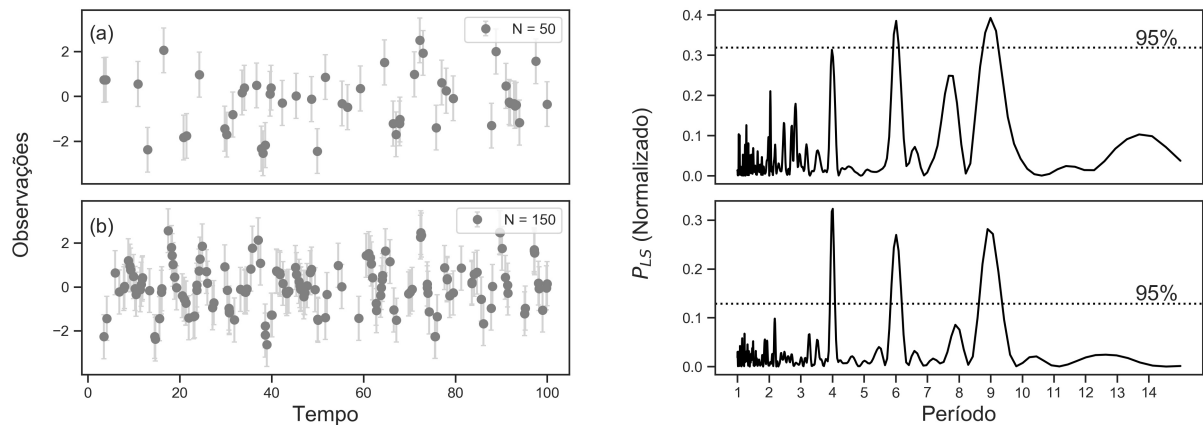 Observações
(a)
N = 50
2
0
−2
(b)
N = 150
2
0
−2
0 20 40 60 80 100
Tempo
P_LS (Normalizado)
0.4
0.3
0.2
0.1
0.0
95%
0.3
0.2
0.1
0.0
95%
1 2 3 4 5 6 7 8 9 10 11 12 13 14
Período